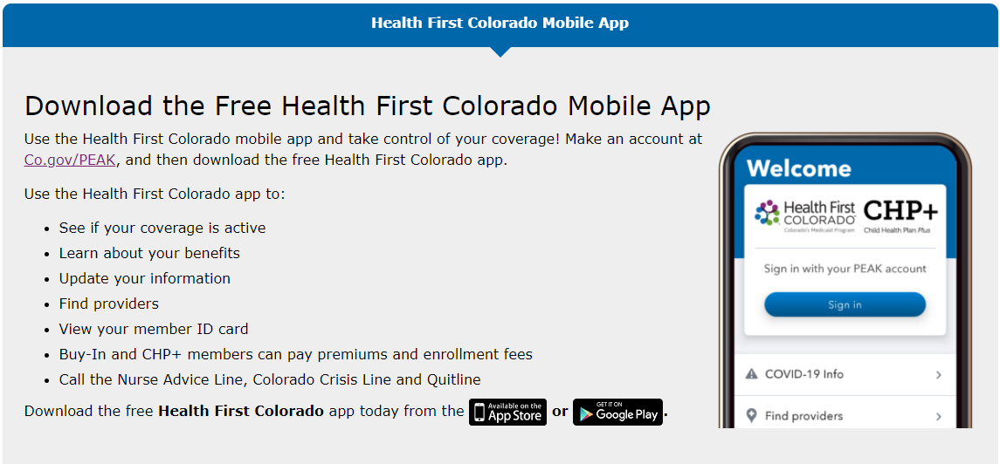 Health First Colorado Mobile App
Download the Free Health First Colorado Mobile App
Use the Health First Colorado mobile app and take control of your coverage! Make an account at
Co.gov/PEAK, and then download the free Health First Colorado app.
Use the Health First Colorado app to:
• See if your coverage is active
• Learn about your benefits
• Update your information
• Find providers
• View your member ID card
• Buy-In and CHP+ members can pay premiums and enrollment fees
• Call the Nurse Advice Line, Colorado Crisis Line and Quitline
Download the free Health First Colorado app today from the Available on the App Store or GET IT ON Google Play.
Welcome
Health First
COLORADO
Colorado's Medicaid Program
CHP+
Child Health Plan Plus
Sign in with your PEAK account
Sign in
COVID-19 Info
Find providers